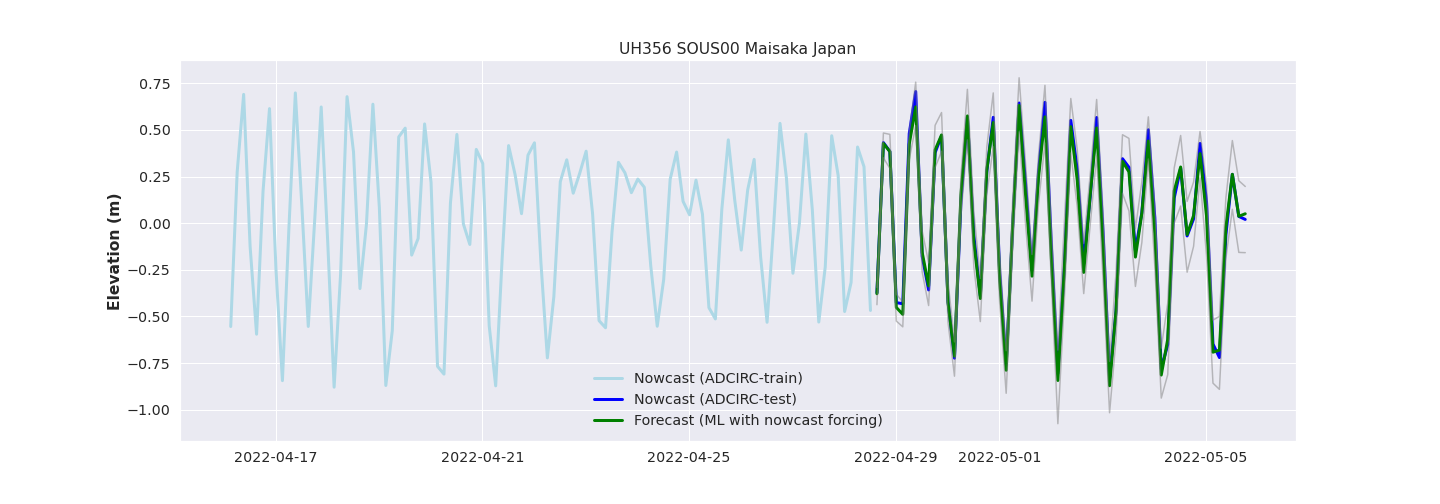 UH356 SOUS00 Maisaka Japan
Elevation (m)
0.75
0.50
0.25
0.00
−0.25
−0.50
−0.75
−1.00
Nowcast (ADCIRC-train)
Nowcast (ADCIRC-test)
Forecast (ML with nowcast forcing)
2022-04-17 2022-04-21 2022-04-25 2022-04-29 2022-05-01 2022-05-05